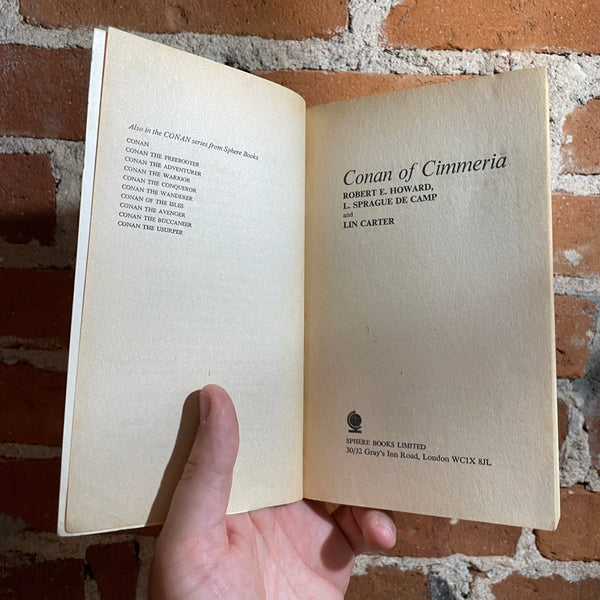 Also in the CONAN series from Sphere Books
CONAN
CONAN THE FREEBOOTER
CONAN THE ADVENTURER
CONAN THE WARRIOR
CONAN THE CONQUEROR
CONAN THE WANDERER
CONAN OF THE ISLES
CONAN THE AVENGER
CONAN THE BUCCANEER
CONAN THE USURPER
Conan of Cimmeria
ROBERT E. HOWARD,
L. SPRAGUE DE CAMP
and
LIN CARTER
SPHERE BOOKS LIMITED
30/32 Gray's Inn Road, London WC1X 8JL